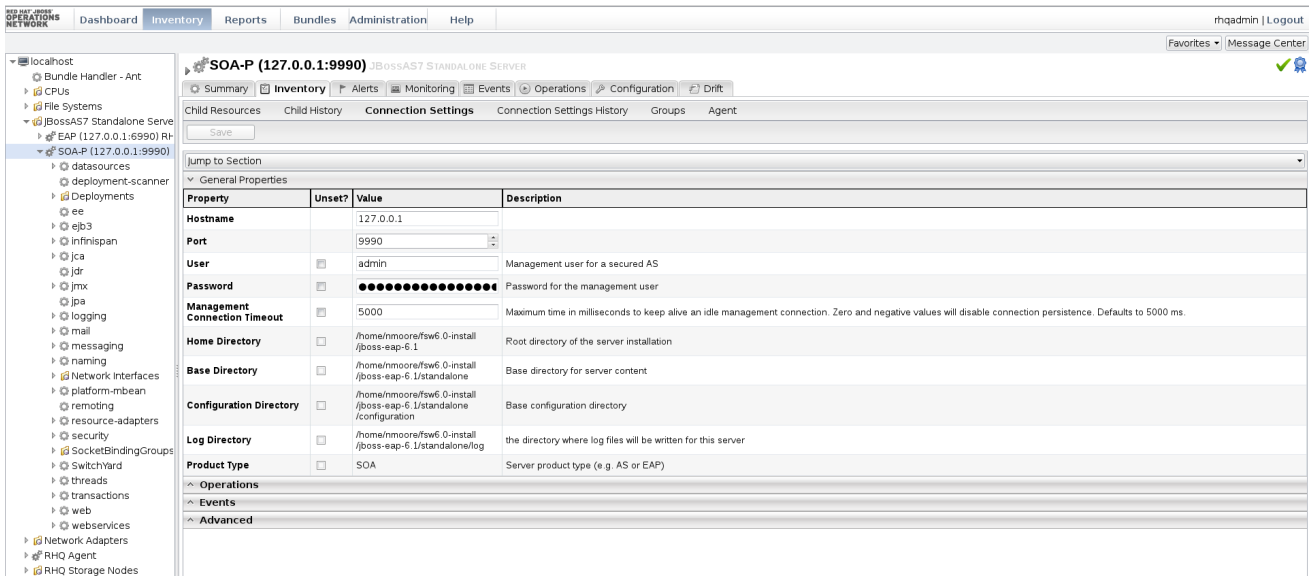 RED HAT JBOSS
OPERATIONS
NETWORK
Dashboard Inventory Reports Bundles Administration Help
rhqadmin | Logout
Favorites Message Center
localhost
Bundle Handler - Ant
CPUs
File Systems
JBossAS7 Standalone Serve
EAP (127.0.0.1:6990) RH
SOA-P (127.0.0.1:9990)
datasources
deployment-scanner
Deployments
ee
ejb3
infinispan
jca
jdr
jmx
jpa
logging
mail
messaging
naming
Network Interfaces
platform-mbean
remoting
resource-adapters
security
SocketBindingGroups
SwitchYard
threads
transactions
web
webservices
Network Adapters
RHQ Agent
RHQ Storage Nodes
SOA-P (127.0.0.1:9990) JBOSSAS7 STANDALONE SERVER
Summary Inventory Alerts Monitoring Events Operations Configuration Drift
Child Resources Child History Connection Settings Connection Settings History Groups Agent
Save
Jump to Section
General Properties
Property Unset? Value Description
Hostname 127.0.0.1
Port 9990
User admin Management user for a secured AS
Password ●●●●●●●●●●●●●●●● Password for the management user
Management
Connection Timeout 5000 Maximum time in milliseconds to keep alive an idle management connection. Zero and negative values will disable connection persistence. Defaults to 5000 ms.
Home Directory /home/nmoore/fsw6.0-install
/jboss-eap-6.1 Root directory of the server installation
Base Directory /home/nmoore/fsw6.0-install
/jboss-eap-6.1/standalone Base directory for server content
Configuration Directory /home/nmoore/fsw6.0-install
/jboss-eap-6.1/standalone
/configuration Base configuration directory
Log Directory /home/nmoore/fsw6.0-install
/jboss-eap-6.1/standalone/log the directory where log files will be written for this server
Product Type SOA Server product type (e.g. AS or EAP)
Operations
Events
Advanced